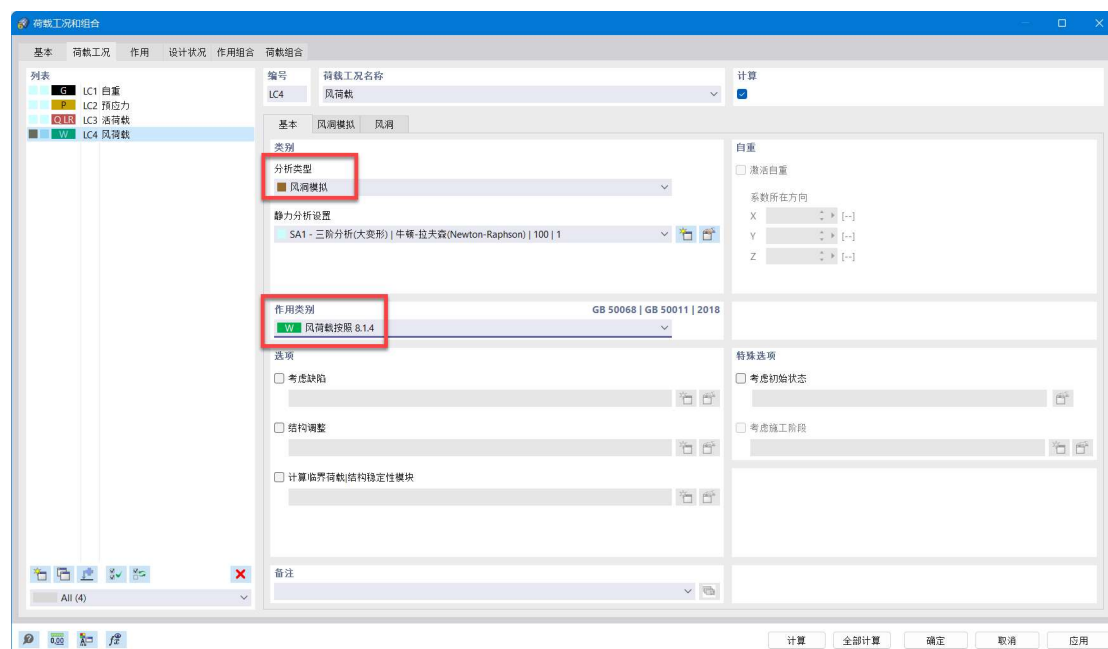 荷载工况和组合
基本 荷载工况 作用 设计状况 作用组合 荷载组合
列表
G LC1 自重
P LC2 预应力
Q LR LC3 活荷载
W LC4 风荷载
编号 荷载工况名称
LC4 风荷载
计算
基本 风洞模拟 风洞
类别
分析类型
风洞模拟
静力分析设置
SA1 - 三阶分析(大变形) | 牛顿-拉夫森(Newton-Raphson) | 100 | 1
自重
激活自重
系数所在方向
X [--]
Y [--]
Z [--]
作用类别 GB 50068 | GB 50011 | 2018
W 风荷载按照 8.1.4
选项
考虑缺陷
结构调整
计算临界荷载|结构稳定性模块
特殊选项
考虑初始状态
考虑施工阶段
备注
All (4)
0,00
计算 全部计算 确定 取消 应用